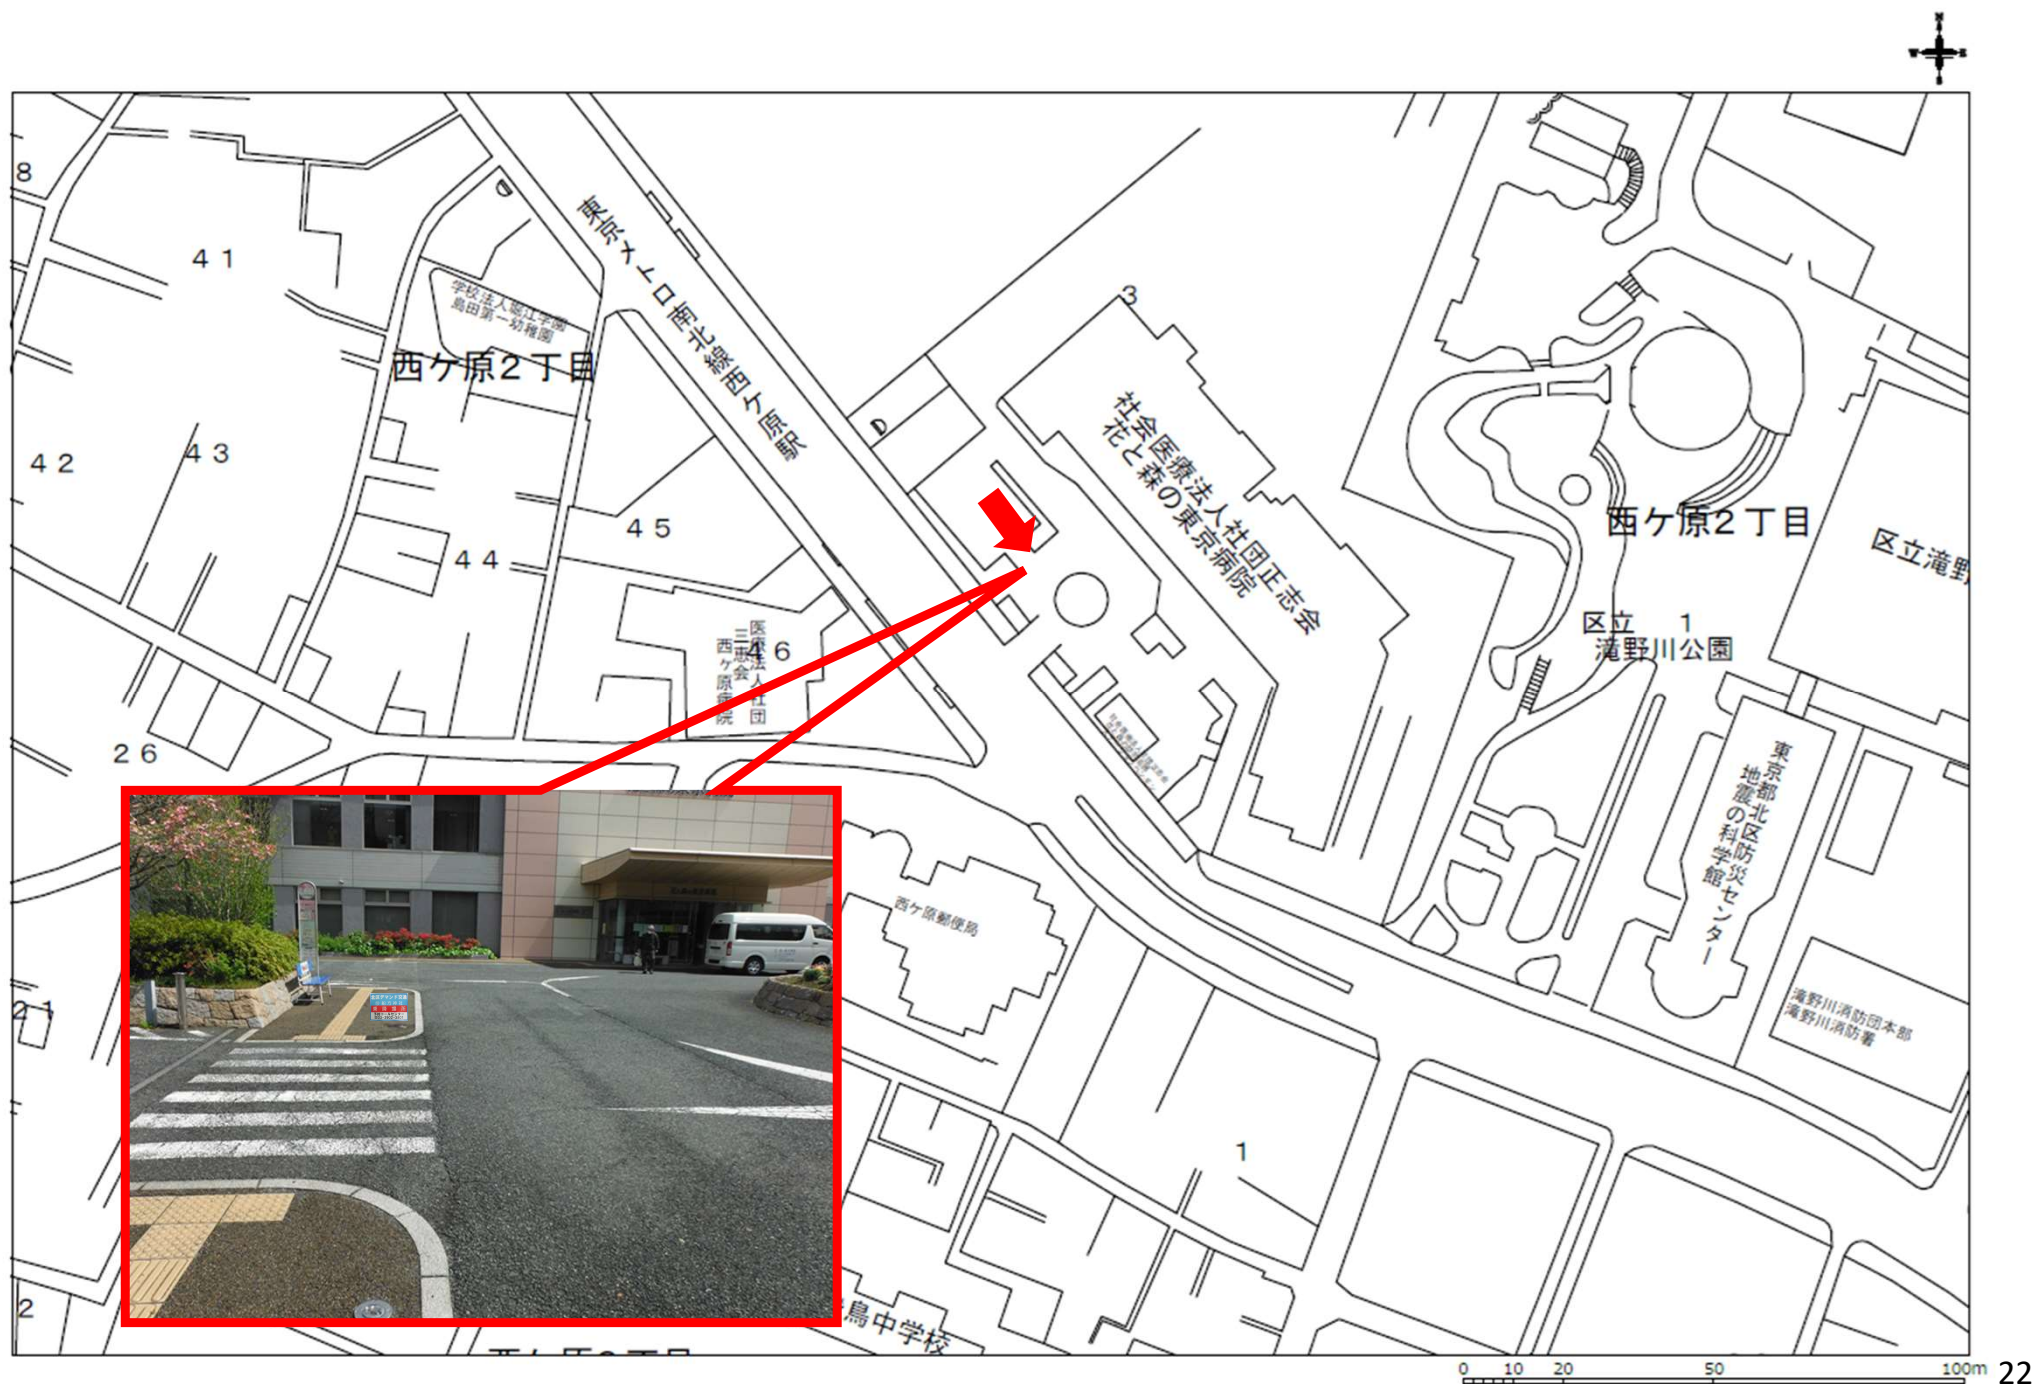 N
W E
S
8
41
学校法人堀江学園
島田第一幼稚園
西ケ原2丁目
東京メトロ南北線西ケ原駅
3
社会医療法人社団正志会
花と森の東京病院
42
43
44
45
46
医療法人社団
三恵会
西ケ原病院
西ケ原2丁目
区立滝野
区立
滝野川公園
1
26
東京都北区防災センター
地震の科学館
西ケ原郵便局
滝野川消防団本部
滝野川消防署
21
1
2
鳥中学校
0 10 20 50 100m
22